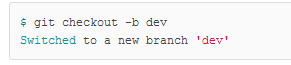 $ git checkout -b dev
Switched to a new branch 'dev'